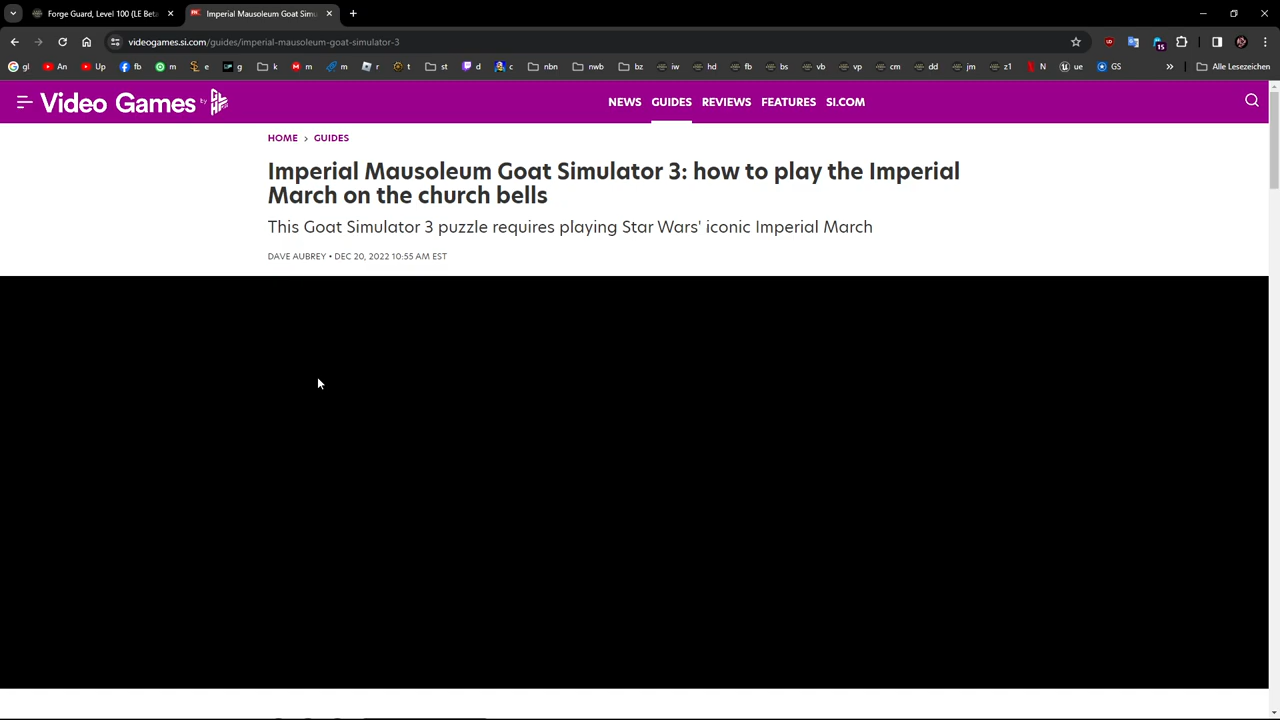 Forge Guard, Level 100 (LE Beta
Imperial Mausoleum Goat Simu
videogames.si.com/guides/imperial-mausoleum-goat-simulator-3
gl An Up fb m e g k m m r t st d c nbn nwb bz iw hd d br vb vp cm dd jm z1 N ue GS » Alle Lesezeichen
Video Games by
NEWS GUIDES REVIEWS FEATURES SI.COM
HOME > GUIDES
Imperial Mausoleum Goat Simulator 3: how to play the Imperial
March on the church bells
This Goat Simulator 3 puzzle requires playing Star Wars' iconic Imperial March
DAVE AUBREY • DEC 20, 2022 10:55 AM EST